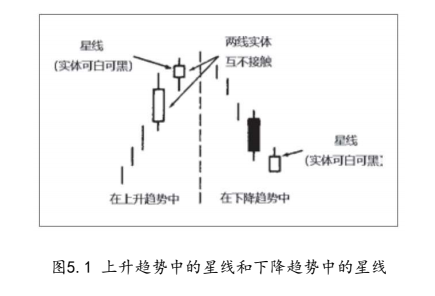 星线
(实体可白可黑)
两线实体
互不接触
星线
(实体可白可黑]
在上升趋势中
在下降趋势中
图5.1 上升趋势中的星线和下降趋势中的星线